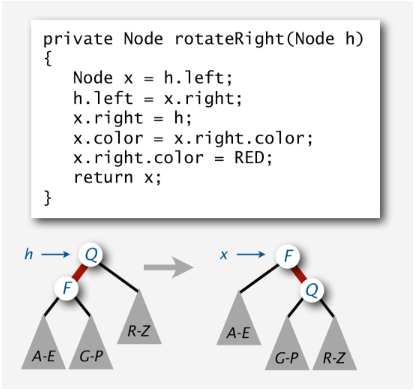 private Node rotateRight(Node h)
{
Node x = h.left;
h.left = x.right;
x.right = h;
x.color = x.right.color;
x.right.color = RED;
return x;
}
h
Q
F
A-E
G-P
R-Z
x
F
Q
A-E
G-P
R-Z